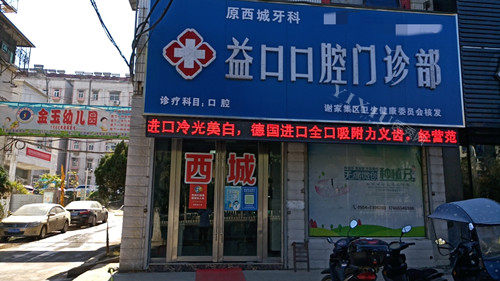 原西城牙科
益口口腔门诊部
诊疗科目：口腔
谢家集区卫生健康委员会核发
进口冷光美白，德国进口全口吸附力义齿，经营范
金玉幼儿园
西城